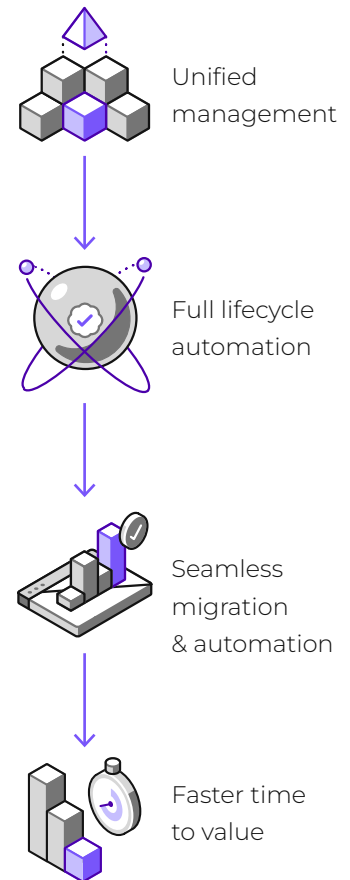 Unified
management
Full lifecycle
automation
Seamless
migration
& automation
Faster time
to value